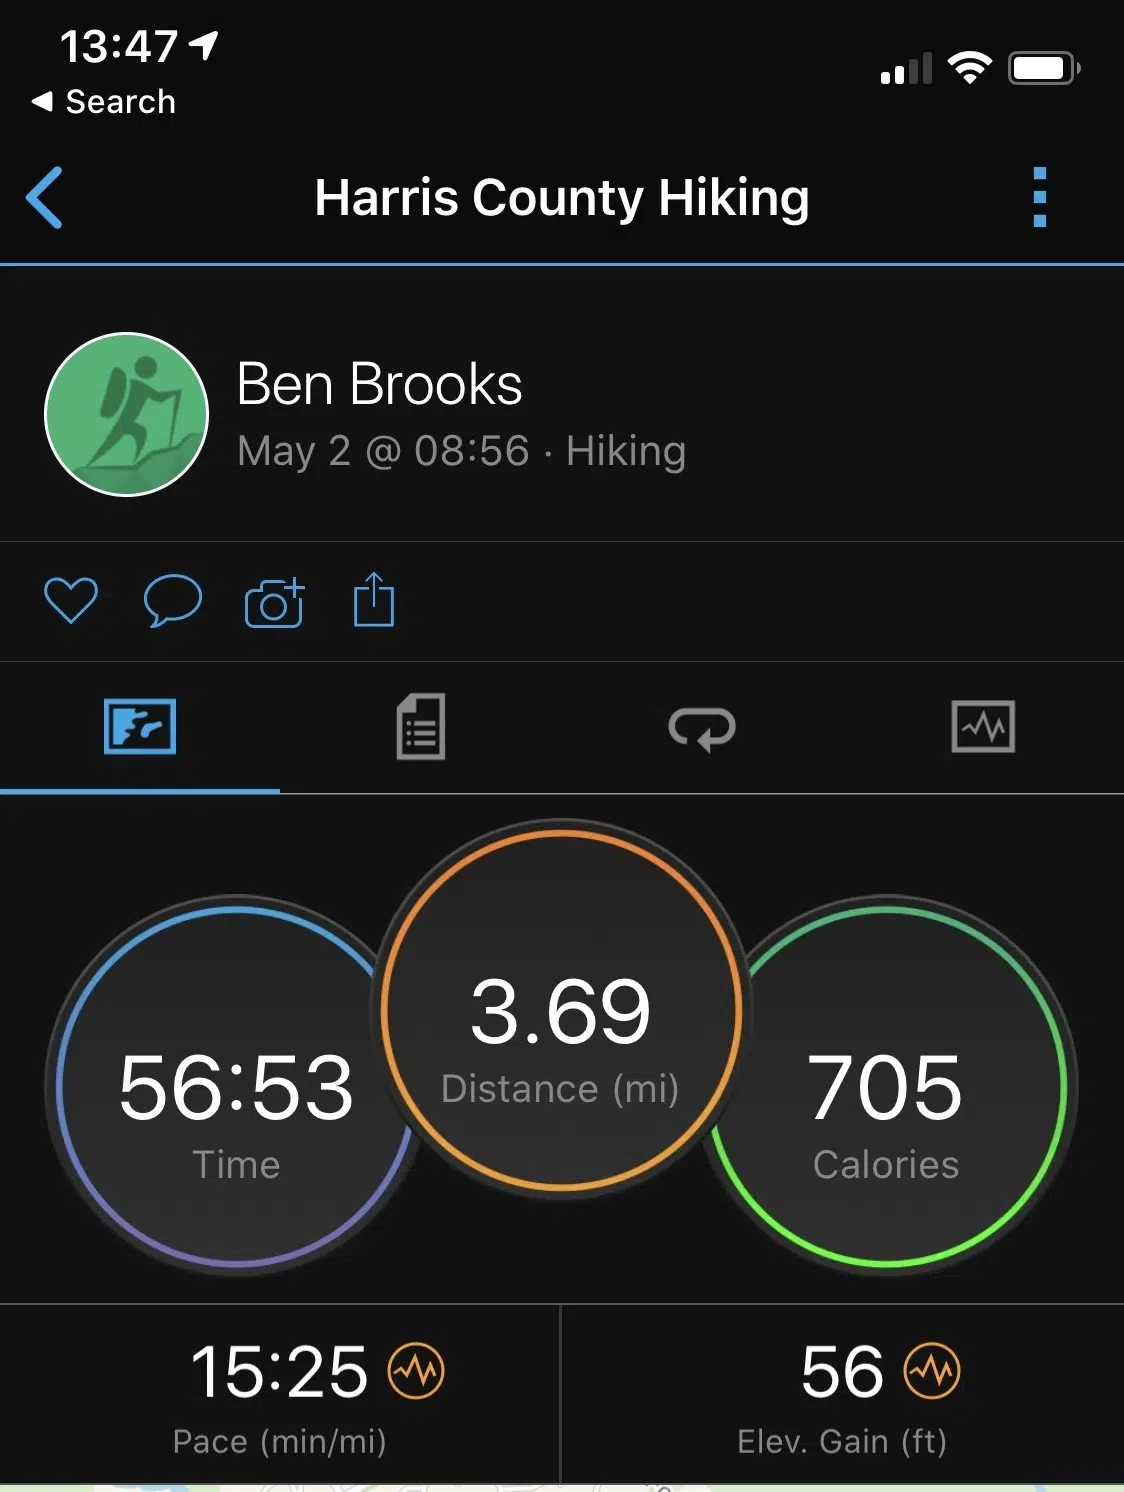 13:47
Search
Harris County Hiking
Ben Brooks
May 2 @ 08:56 · Hiking
3.69
Distance (mi)
56:53
Time
705
Calories
15:25
Pace (min/mi)
56
Elev. Gain (ft)